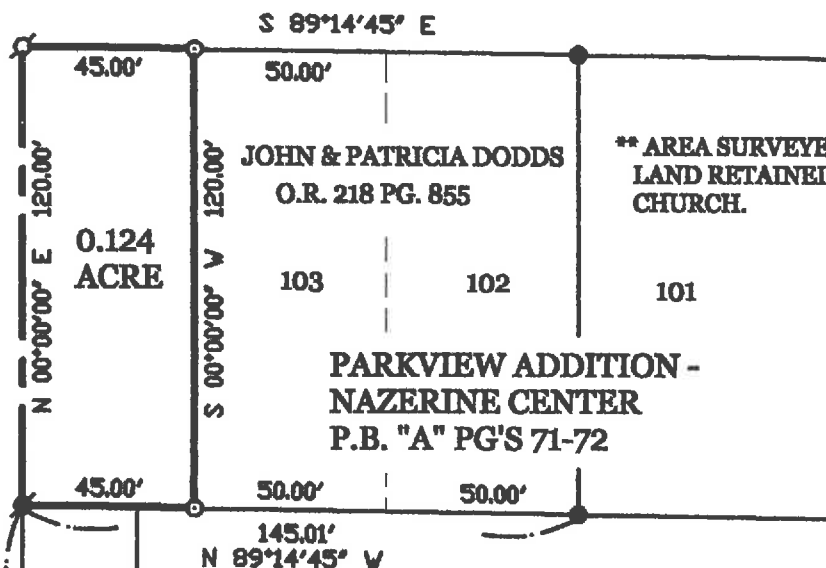 S 89°14'45" E
45.00'
50.00'
N 00°00'00" E 120.00'
S 00°00'00" W 120.00'
JOHN & PATRICIA DODDS
O.R. 218 PG. 855
** AREA SURVEYE
LAND RETAINE
CHURCH.
0.124
ACRE
103
102
101
PARKVIEW ADDITION -
NAZERINE CENTER
P.B. "A" PG'S 71-72
45.00'
50.00'
50.00'
145.01'
N 89°14'45" W